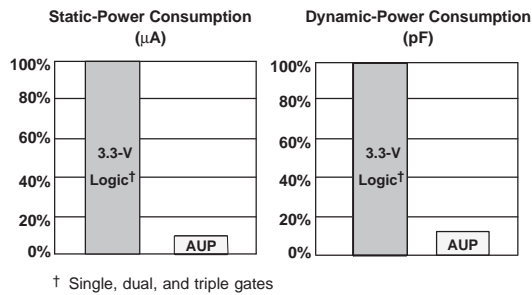 Static-Power Consumption
(μA)
100%
80%
60%
40%
20%
0%
3.3-V
Logic†
AUP
Dynamic-Power Consumption
(pF)
100%
80%
60%
40%
20%
0%
3.3-V
Logic†
AUP
† Single, dual, and triple gates